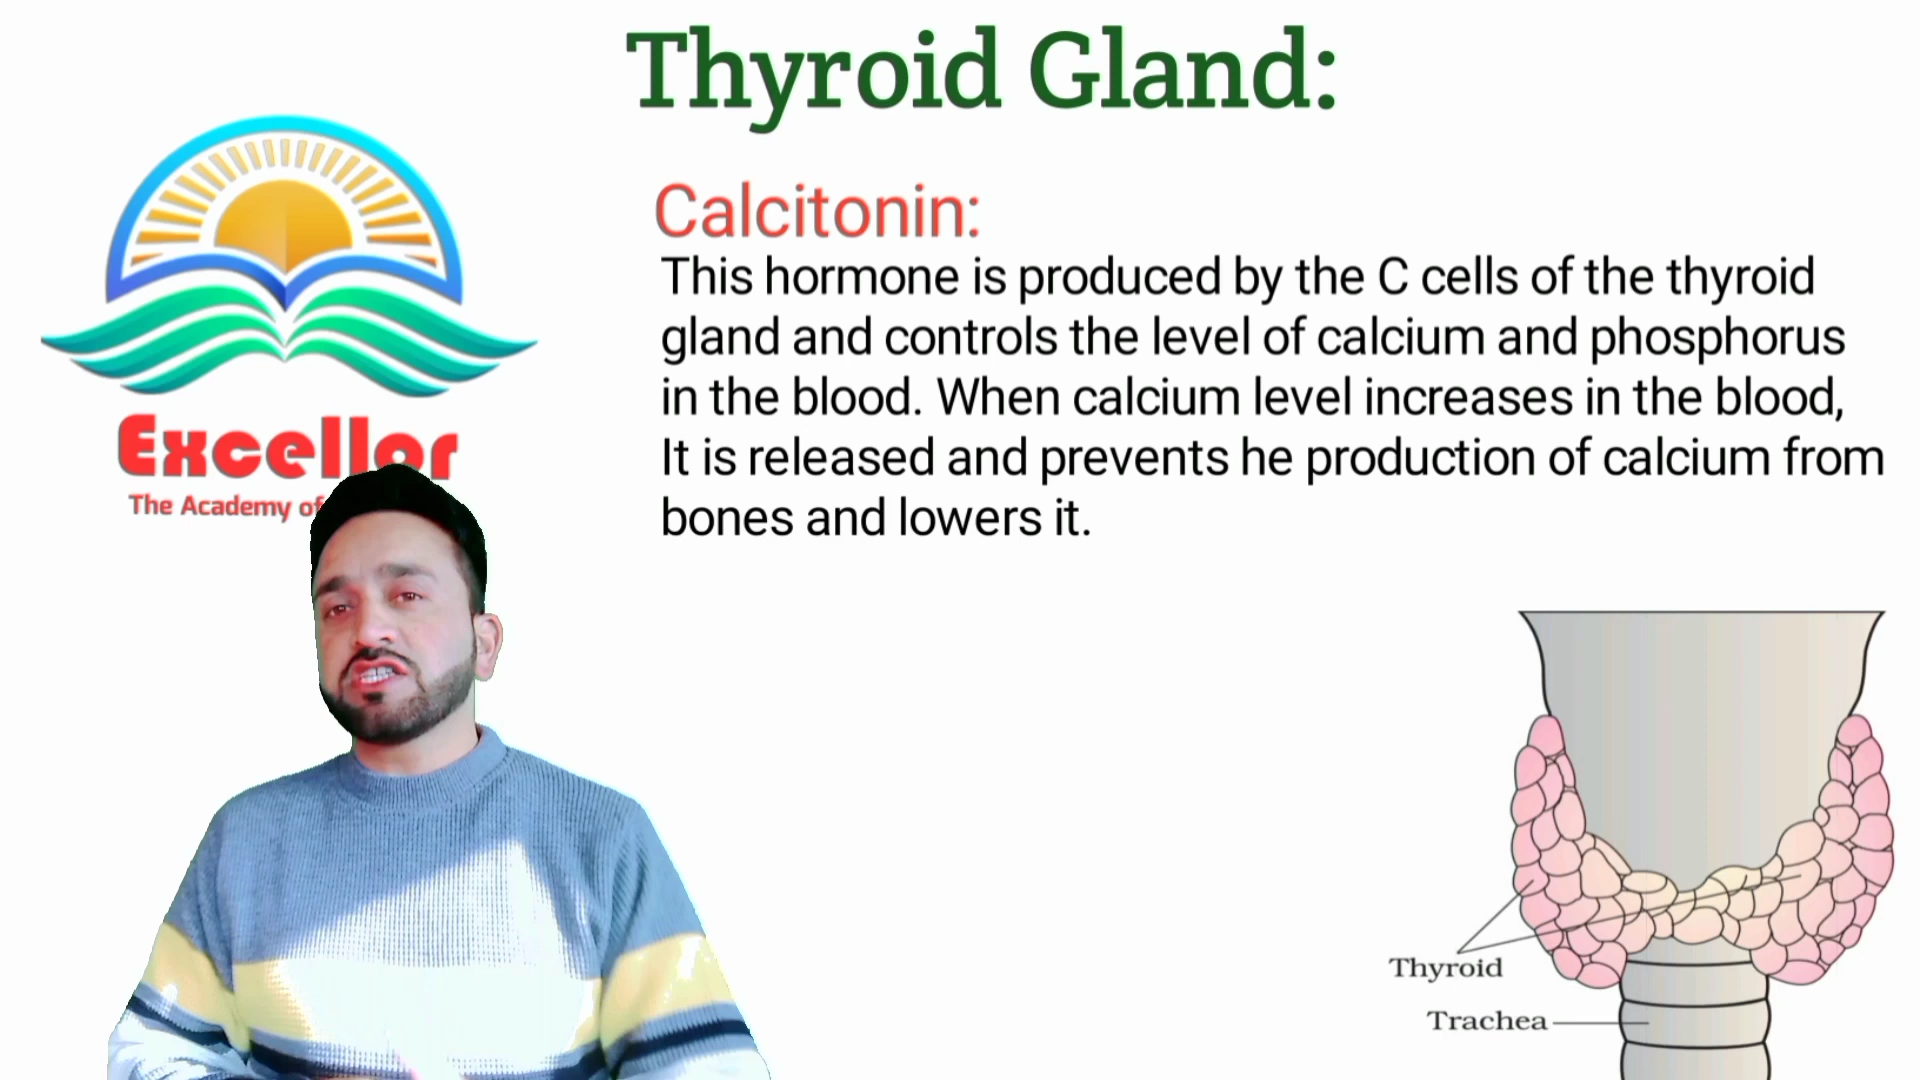 Thyroid Gland:
Excellor
The Academy of
Calcitonin:
This hormone is produced by the C cells of the thyroid
gland and controls the level of calcium and phosphorus
in the blood. When calcium level increases in the blood,
It is released and prevents he production of calcium from
bones and lowers it.
Thyroid
Trachea